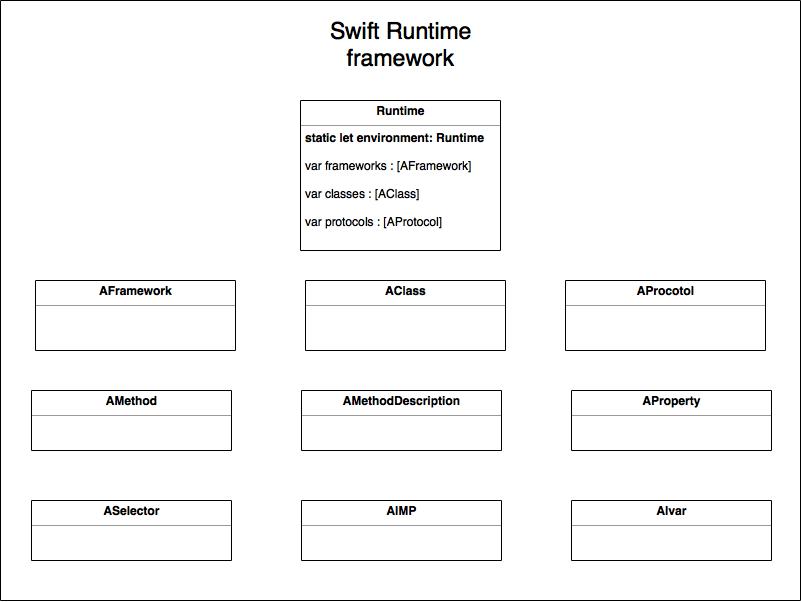 Swift Runtime
framework
Runtime
static let environment: Runtime
var frameworks : [AFramework]
var classes : [AClass]
var protocols : [AProtocol]
AFramework
AClass
AProcotol
AMethod
AMethodDescription
AProperty
ASelector
AIMP
AIvar